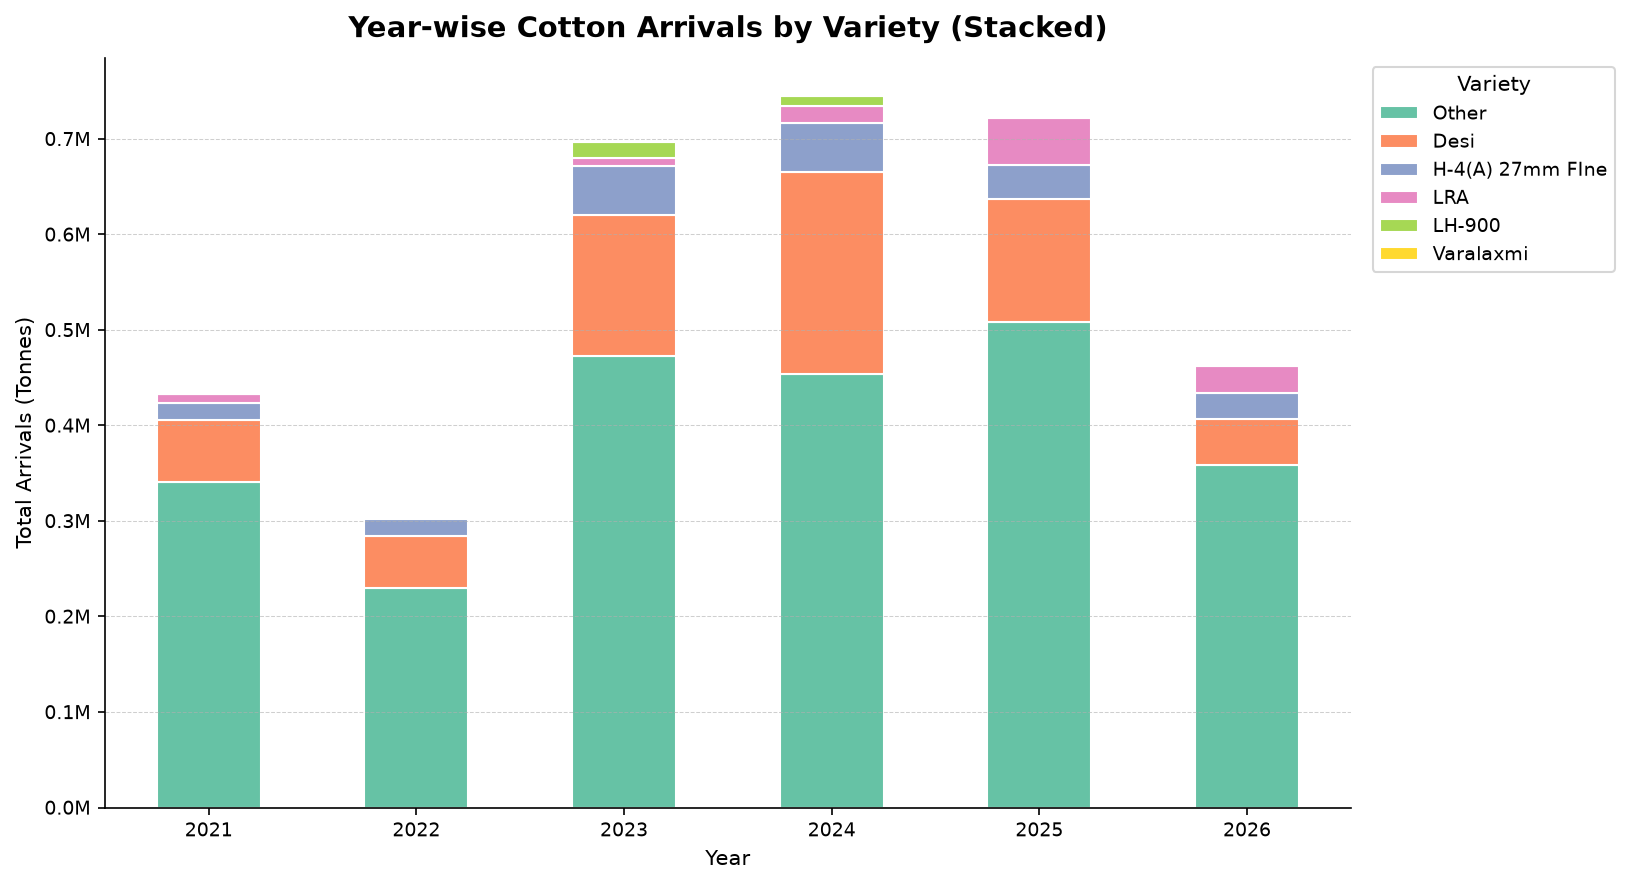 Year-wise Cotton Arrivals by Variety (Stacked)
Variety
Other
Desi
H-4(A) 27mm FIne
LRA
LH-900
Varalaxmi
Total Arrivals (Tonnes)
0.7M
0.6M
0.5M
0.4M
0.3M
0.2M
0.1M
0.0M
2021 2022 2023 2024 2025 2026
Year